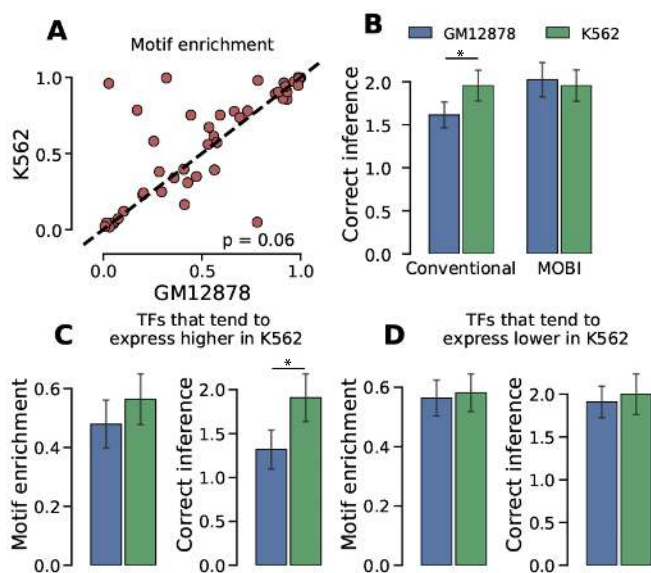 A
Motif enrichment
K562
1.0
0.5
0.0
p = 0.06
0.0 0.5 1.0
GM12878
B
GM12878 K562
*
Correct inference
2.0
1.5
1.0
0.5
0.0
Conventional MOBI
C
TFs that tend to
express higher in K562
Motif enrichment
0.6
0.4
0.2
0.0
*
Correct inference
2.0
1.5
1.0
0.5
0.0
D
TFs that tend to
express lower in K562
Motif enrichment
0.6
0.4
0.2
0.0
Correct inference
2.0
1.5
1.0
0.5
0.0